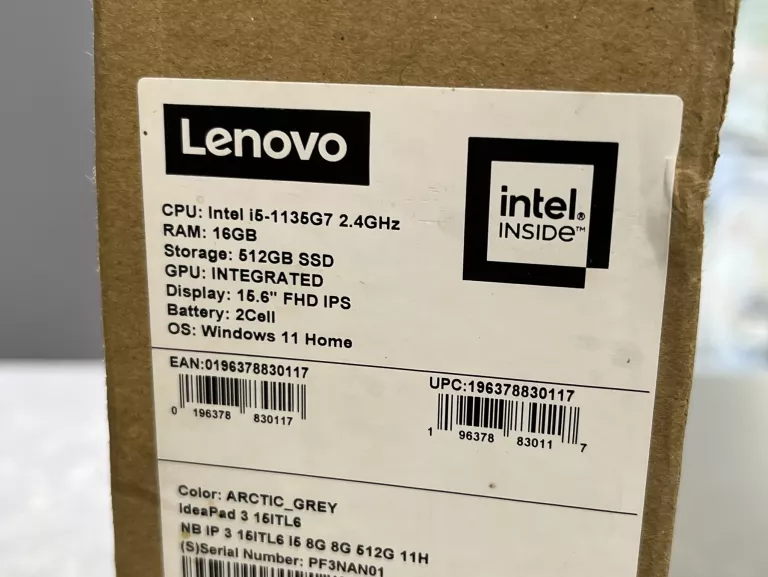 Lenovo
intel®
INSIDE™
CPU: Intel i5-1135G7 2.4GHz
RAM: 16GB
Storage: 512GB SSD
GPU: INTEGRATED
Display: 15.6" FHD IPS
Battery: 2Cell
OS: Windows 11 Home
EAN:0196378830117
0 196378 830117
UPC:196378830117
1 96378 83011 7
Color: ARCTIC_GREY
IdeaPad 3 15ITL6
NB IP 3 15ITL6 I5 8G 8G 512G 11H
(S)Serial Number: PF3NAN01